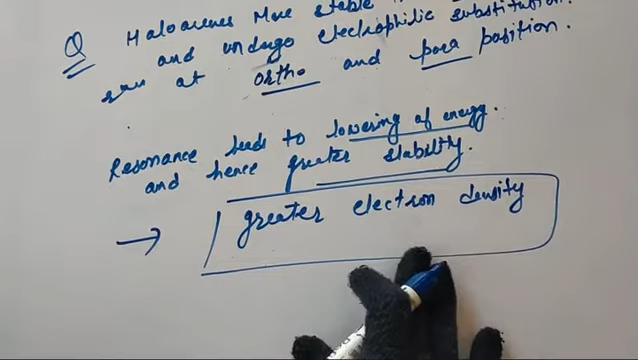 Q Haloarenes More stable
and undergo electrophilic substitution.
at ortho and para position.
Resonance leads to lowering of energy.
and hence greater stability.
→ greater electron density